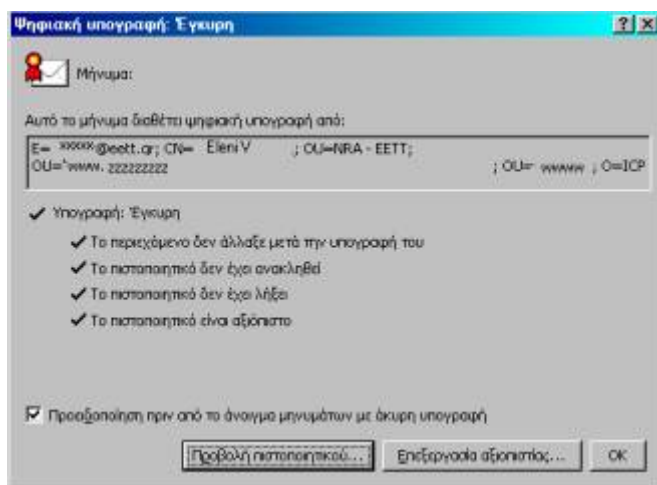 Ψηφιακή υπογραφή: Έγκυρη
Μήνυμα:
Αυτό το μήνυμα διαθέτει ψηφιακή υπογραφή από:
E= xxxxx@eett.gr; CN= Eleni V ; OU=NRA - EETT;
OU="www. zzzzzzzzz ; OU= wwwww ; O=ICP
Υπογραφή: Έγκυρη
Το περιεχόμενο δεν άλλαξε μετά την υπογραφή του
Το πιστοποιητικό δεν έχει ανακληθεί
Το πιστοποιητικό δεν έχει λήξει
Το πιστοποιητικό είναι αξιόπιστο
Προειδοποίηση πριν από το άνοιγμα μηνυμάτων με άκυρη υπογραφή
Προβολή πιστοποιητικού... Επεξεργασία αξιοπιστίας... OK